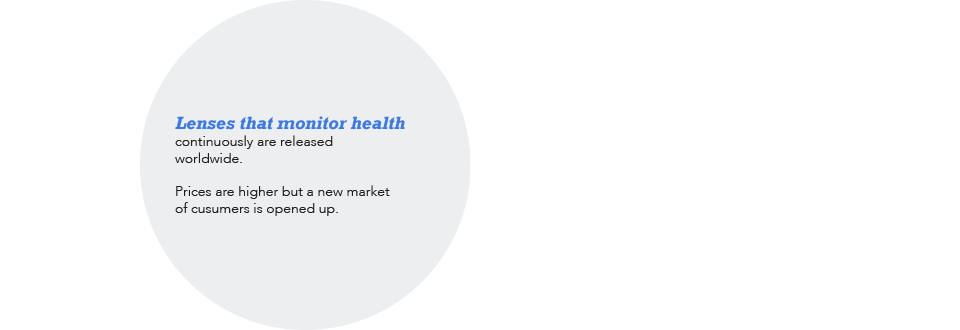 Lenses that monitor health
continuously are released
worldwide.
Prices are higher but a new market
of cusumers is opened up.